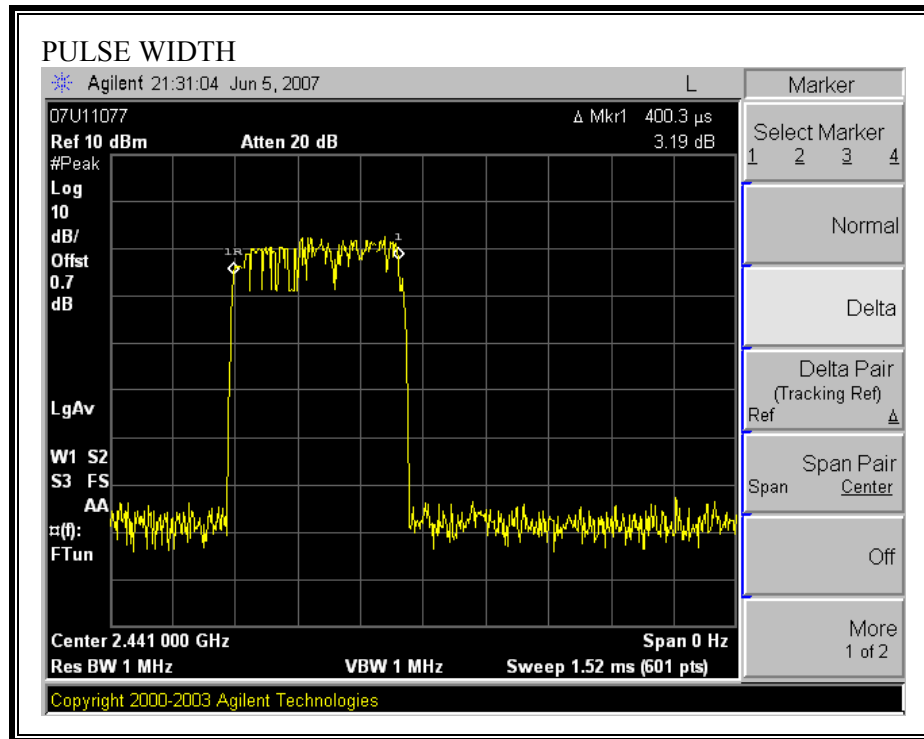 PULSE WIDTH
Agilent 21:31:04 Jun 5, 2007 L
07U11077 Δ Mkr1 400.3 µs
Ref 10 dBm Atten 20 dB 3.19 dB
#Peak
Log
10
dB/
Offst
0.7
dB
LgAv
W1 S2
S3 FS
AA
¤(f):
FTun
1R
1
Center 2.441 000 GHz Span 0 Hz
Res BW 1 MHz VBW 1 MHz Sweep 1.52 ms (601 pts)
Copyright 2000-2003 Agilent Technologies
Marker
Select Marker
1 2 3 4
Normal
Delta
Delta Pair
(Tracking Ref)
Ref Δ
Span Pair
Span Center
Off
More
1 of 2